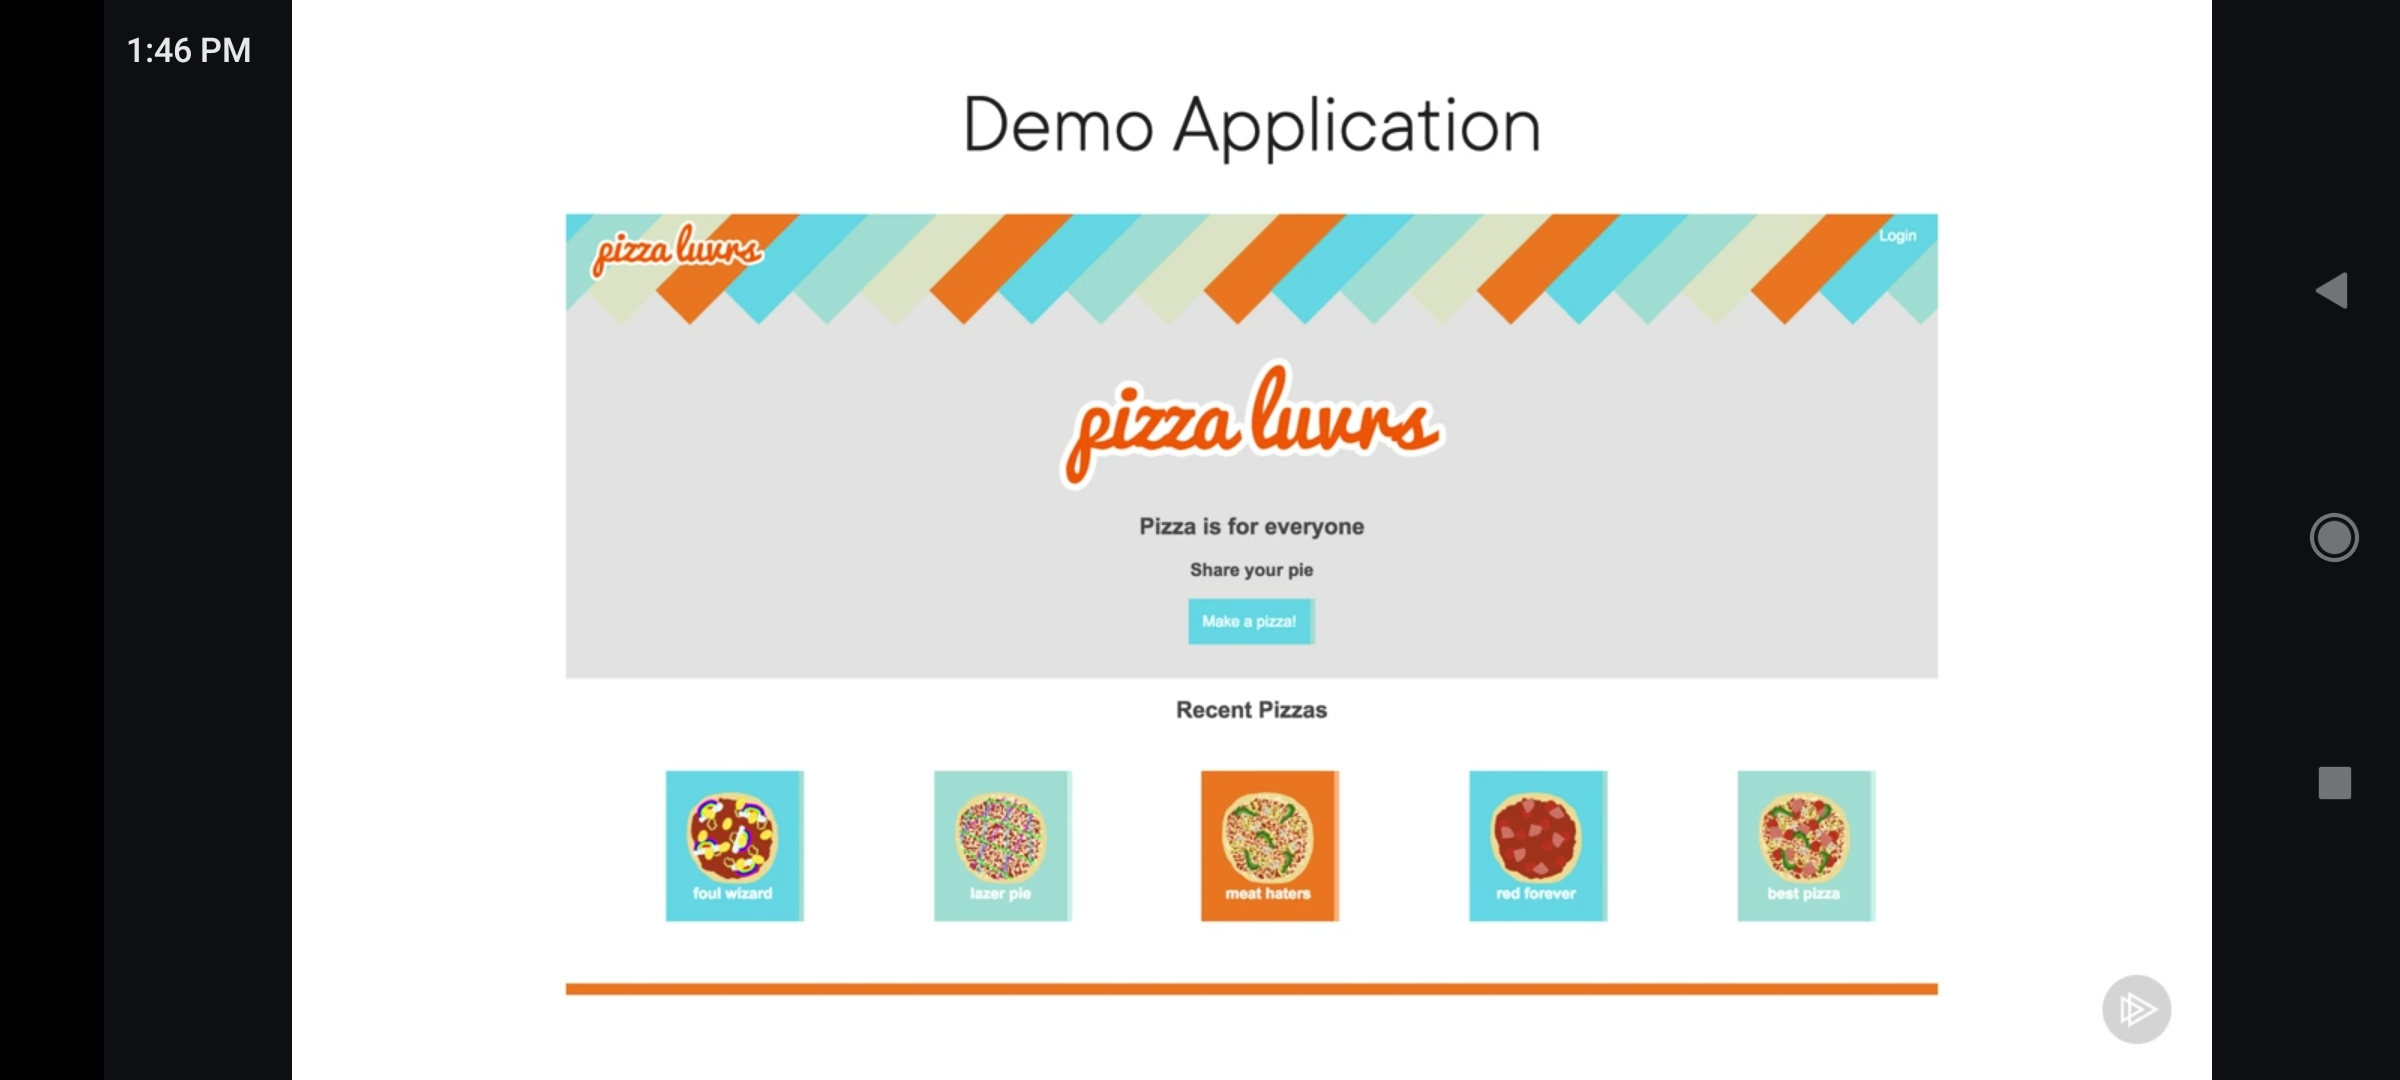 1:46 PM
Demo Application
pizza luvrs
Login
pizza luvrs
Pizza is for everyone
Share your pie
Make a pizza!
Recent Pizzas
foul wizard
lazer pie
meat haters
red forever
best pizza